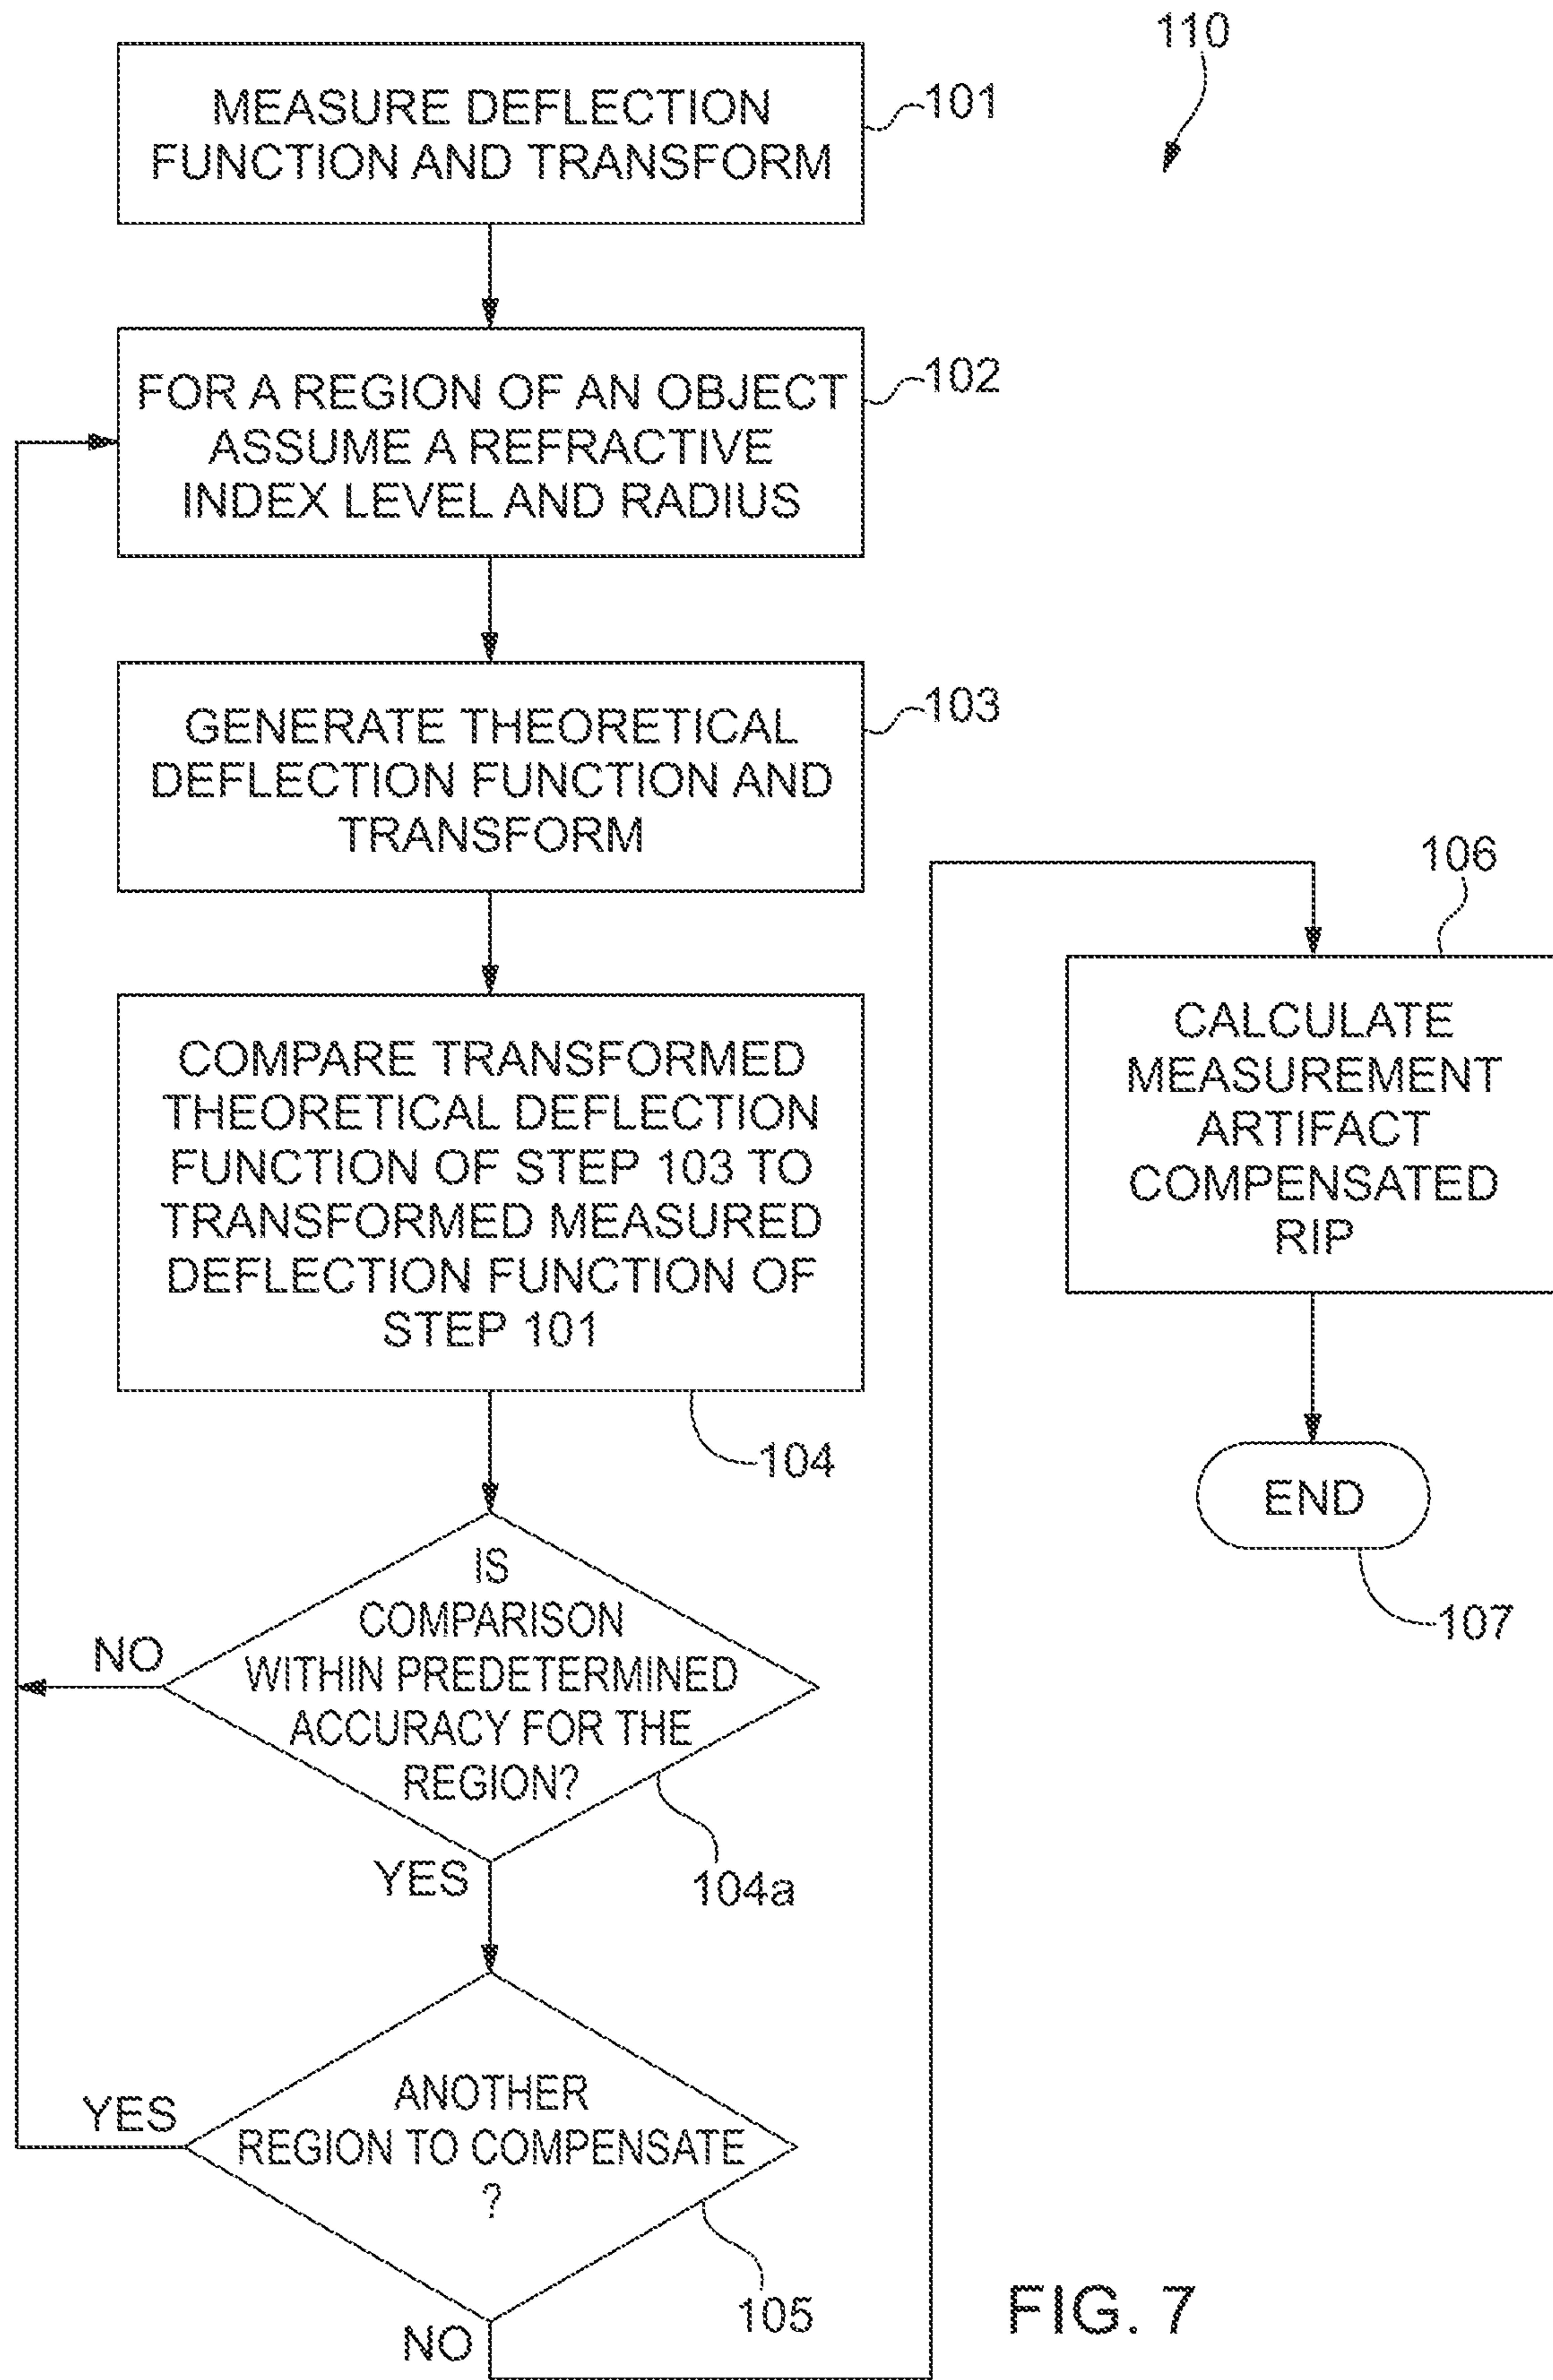 110
MEASURE DEFLECTION
FUNCTION AND TRANSFORM
101
FOR A REGION OF AN OBJECT
ASSUME A REFRACTIVE
INDEX LEVEL AND RADIUS
102
GENERATE THEORETICAL
DEFLECTION FUNCTION AND
TRANSFORM
103
COMPARE TRANSFORMED
THEORETICAL DEFLECTION
FUNCTION OF STEP 103 TO
TRANSFORMED MEASURED
DEFLECTION FUNCTION OF
STEP 101
104
IS
COMPARISON
WITHIN PREDETERMINED
ACCURACY FOR THE
REGION?
NO
YES
104a
ANOTHER
REGION TO COMPENSATE
?
YES
NO
105
106
CALCULATE
MEASUREMENT
ARTIFACT
COMPENSATED
RIP
END
107
FIG. 7